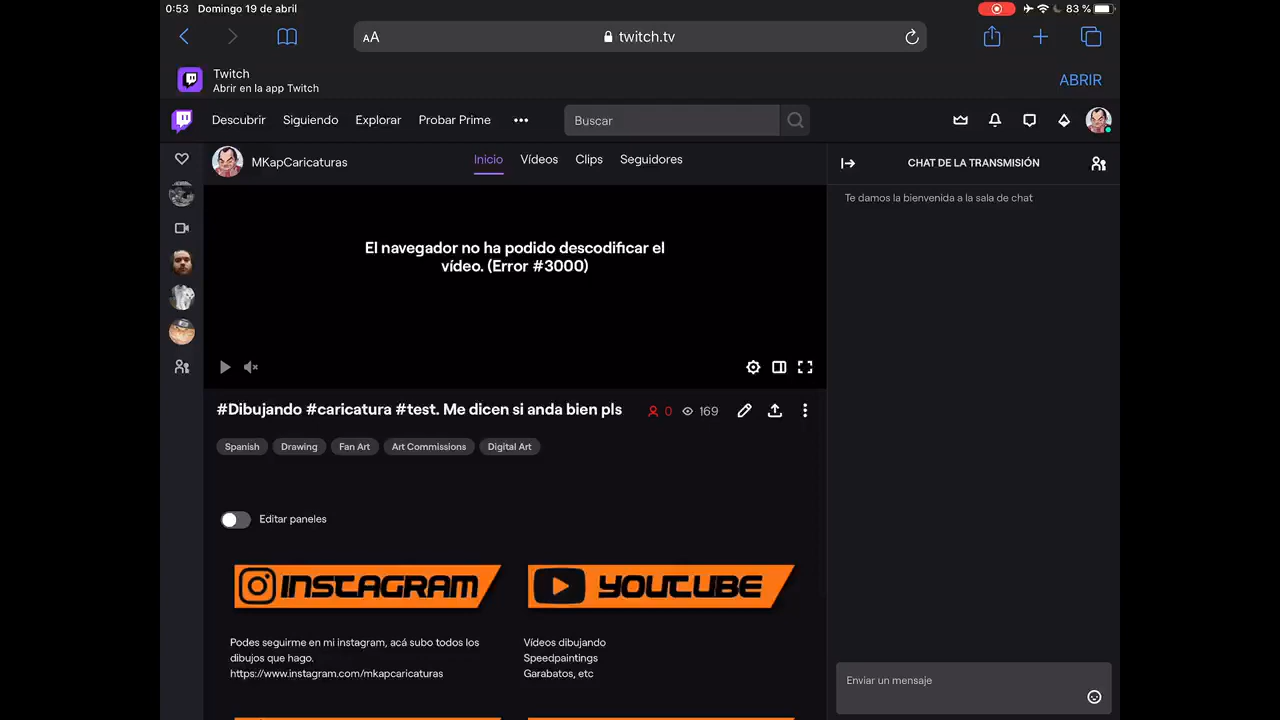 0:53 Domingo 19 de abril
83 %
AA
twitch.tv
Twitch
Abrir en la app Twitch
ABRIR
Descubrir Siguiendo Explorar Probar Prime
Buscar
MKapCaricaturas
Inicio Vídeos Clips Seguidores
CHAT DE LA TRANSMISIÓN
Te damos la bienvenida a la sala de chat
El navegador no ha podido descodificar el
vídeo. (Error #3000)
#Dibujando #caricatura #test. Me dicen si anda bien pls
0 169
Spanish Drawing Fan Art Art Commissions Digital Art
Editar paneles
INSTAGRAM
YOUTUBE
Podes seguirme en mi instagram, acá subo todos los
dibujos que hago.
https://www.instagram.com/mkapcaricaturas
Vídeos dibujando
Speedpaintings
Garabatos, etc
Enviar un mensaje